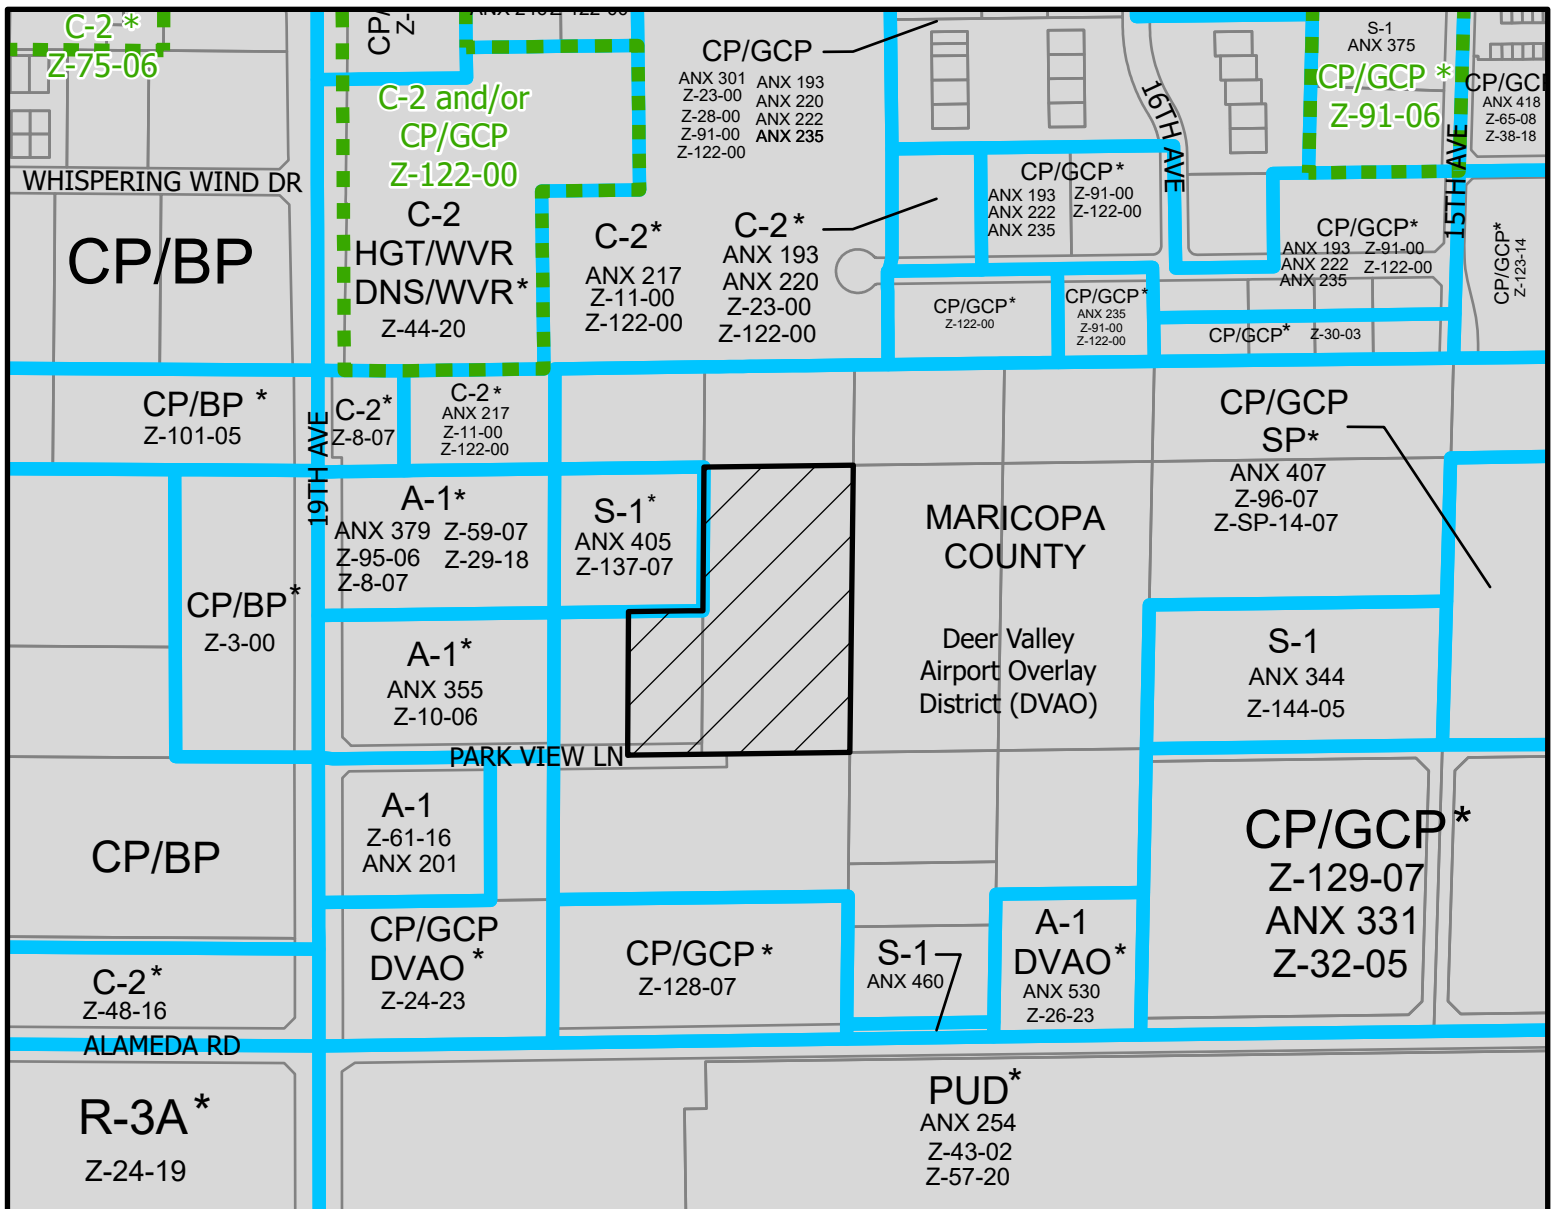 C-2 *
Z-75-06
CP/
Z-
Z-122-00
C-2 and/or
CP/GCP
Z-122-00
C-2
HGT/WVR
DNS/WVR*
Z-44-20
CP/GCP
ANX 301
Z-23-00
Z-28-00
Z-91-00
Z-122-00
ANX 193
ANX 220
ANX 222
ANX 235
16TH AVE
S-1
ANX 375
CP/GCP *
Z-91-06
15TH AVE
CP/GCP
ANX 418
Z-65-08
Z-38-18
WHISPERING WIND DR
CP/BP
C-2*
ANX 217
Z-11-00
Z-122-00
C-2*
ANX 193
ANX 220
Z-23-00
Z-122-00
CP/GCP*
ANX 193
ANX 222
ANX 235
Z-91-00
Z-122-00
CP/GCP*
ANX 193
ANX 222
ANX 235
Z-91-00
Z-122-00
CP/GCP*
Z-123-14
CP/GCP*
Z-122-00
CP/GCP*
ANX 235
Z-91-00
Z-122-00
CP/GCP* Z-30-03
CP/BP *
Z-101-05
19TH AVE
C-2*
Z-8-07
C-2*
ANX 217
Z-11-00
Z-122-00
CP/GCP
SP*
ANX 407
Z-96-07
Z-SP-14-07
A-1*
ANX 379
Z-95-06
Z-8-07
Z-59-07
Z-29-18
S-1*
ANX 405
Z-137-07
MARICOPA
COUNTY
Deer Valley
Airport Overlay
District (DVAO)
CP/BP*
Z-3-00
A-1*
ANX 355
Z-10-06
S-1
ANX 344
Z-144-05
PARK VIEW LN
A-1
Z-61-16
ANX 201
CP/BP
CP/GCP*
Z-129-07
ANX 331
Z-32-05
CP/GCP
DVAO*
Z-24-23
CP/GCP*
Z-128-07
S-1
ANX 460
A-1
DVAO*
ANX 530
Z-26-23
C-2*
Z-48-16
ALAMEDA RD
R-3A*
Z-24-19
PUD*
ANX 254
Z-43-02
Z-57-20